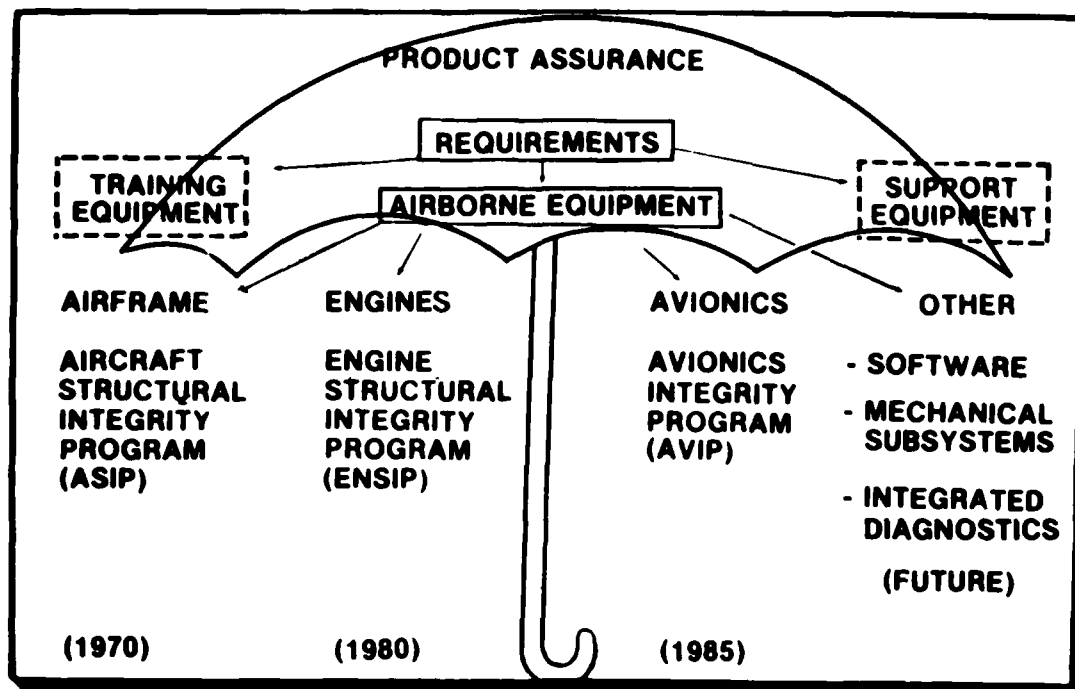 PRODUCT ASSURANCE
REQUIREMENTS
TRAINING
EQUIPMENT
AIRBORNE EQUIPMENT
SUPPORT
EQUIPMENT
AIRFRAME
AIRCRAFT
STRUCTURAL
INTEGRITY
PROGRAM
(ASIP)
(1970)
ENGINES
ENGINE
STRUCTURAL
INTEGRITY
PROGRAM
(ENSIP)
(1980)
AVIONICS
AVIONICS
INTEGRITY
PROGRAM
(AVIP)
(1985)
OTHER
- SOFTWARE
- MECHANICAL
SUBSYSTEMS
- INTEGRATED
DIAGNOSTICS
(FUTURE)